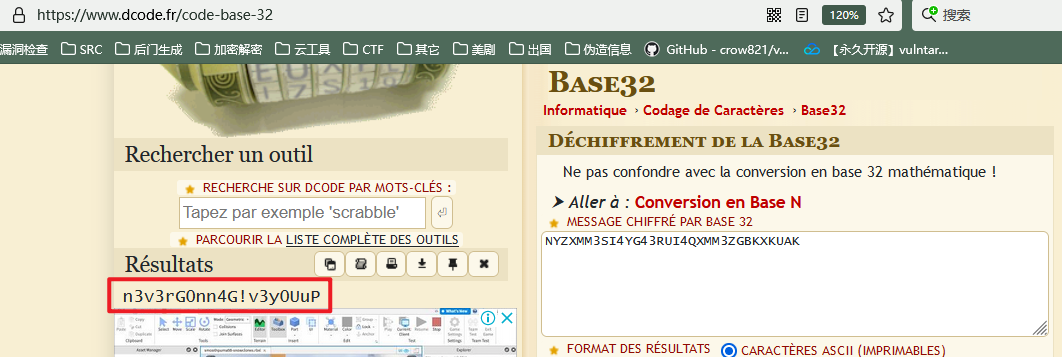 https://www.dcode.fr/code-base-32
120%
搜索
漏洞检查 SRC 后门生成 加密解密 云工具 CTF 其它 美剧 出国 伪造信息 GitHub - crow821/v... 【永久开源】vulntar...
Rechercher un outil
★ RECHERCHE SUR DCODE PAR MOTS-CLÉS :
Tapez par exemple 'scrabble'
★ PARCOURIR LA LISTE COMPLÈTE DES OUTILS
Résultats
n3v3rG0nn4G!v3y0UuP
BASE32
Informatique › Codage de Caractères › Base32
DÉCHIFFREMENT DE LA BASE32
Ne pas confondre avec la conversion en base 32 mathématique !
➤ Aller à : Conversion en Base N
★ MESSAGE CHIFFRÉ PAR BASE 32
NYZXMM3SI4YG43RUI4QXMM3ZGBKXKUAK
★ FORMAT DES RÉSULTATS CARACTÈRES ASCII (IMPRIMABLES)